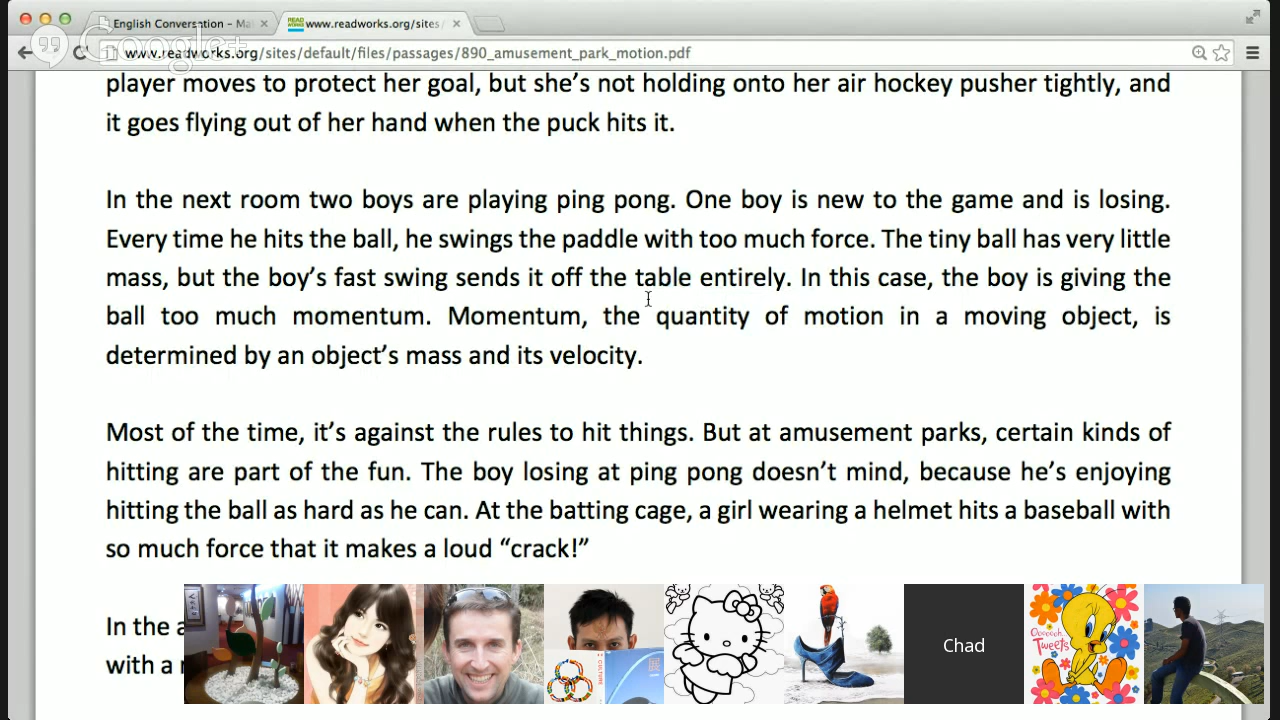 English Conversation – Ma
READ WORKS www.readworks.org/sites/
Google+
www.readworks.org/sites/default/files/passages/890_amusement_park_motion.pdf
player moves to protect her goal, but she’s not holding onto her air hockey pusher tightly, and
it goes flying out of her hand when the puck hits it.
In the next room two boys are playing ping pong. One boy is new to the game and is losing.
Every time he hits the ball, he swings the paddle with too much force. The tiny ball has very little
mass, but the boy’s fast swing sends it off the table entirely. In this case, the boy is giving the
ball too much momentum. Momentum, the quantity of motion in a moving object, is
determined by an object’s mass and its velocity.
Most of the time, it’s against the rules to hit things. But at amusement parks, certain kinds of
hitting are part of the fun. The boy losing at ping pong doesn’t mind, because he’s enjoying
hitting the ball as hard as he can. At the batting cage, a girl wearing a helmet hits a baseball with
so much force that it makes a loud “crack!”
In the a
with a r
Chad
Tweets